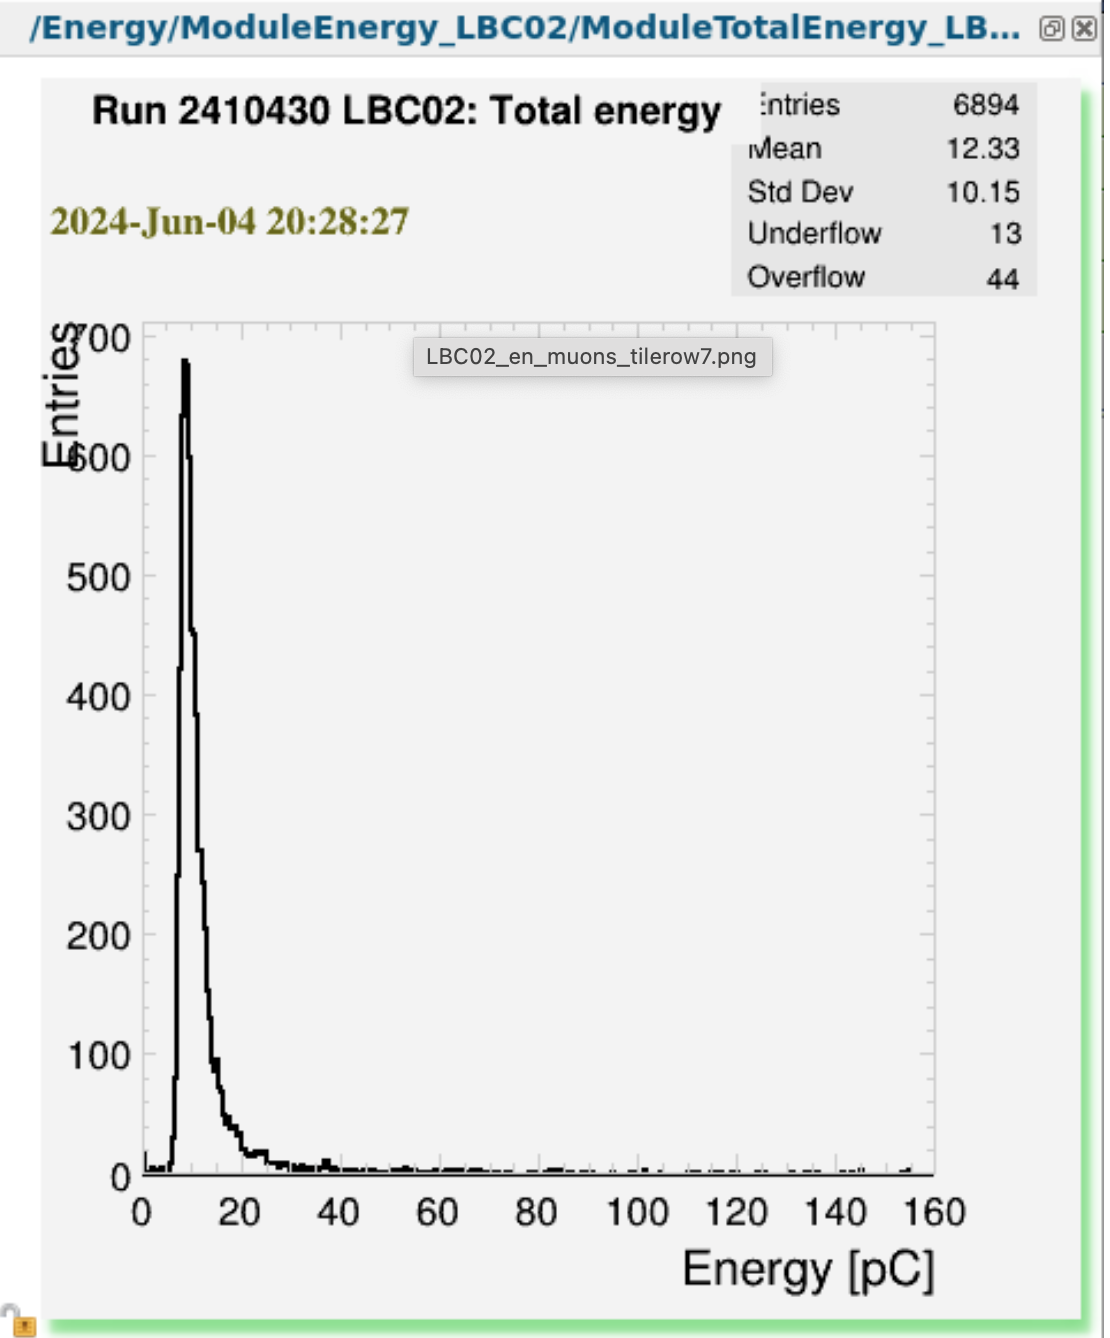 /Energy/ModuleEnergy_LBC02/ModuleTotalEnergy_LB...
Run 2410430 LBC02: Total energy
Entries 6894
Mean 12.33
Std Dev 10.15
Underflow 13
Overflow 44
2024-Jun-04 20:28:27
Entries
LBC02_en_muons_tilerow7.png
700
600
500
400
300
200
100
0
0 20 40 60 80 100 120 140 160
Energy [pC]